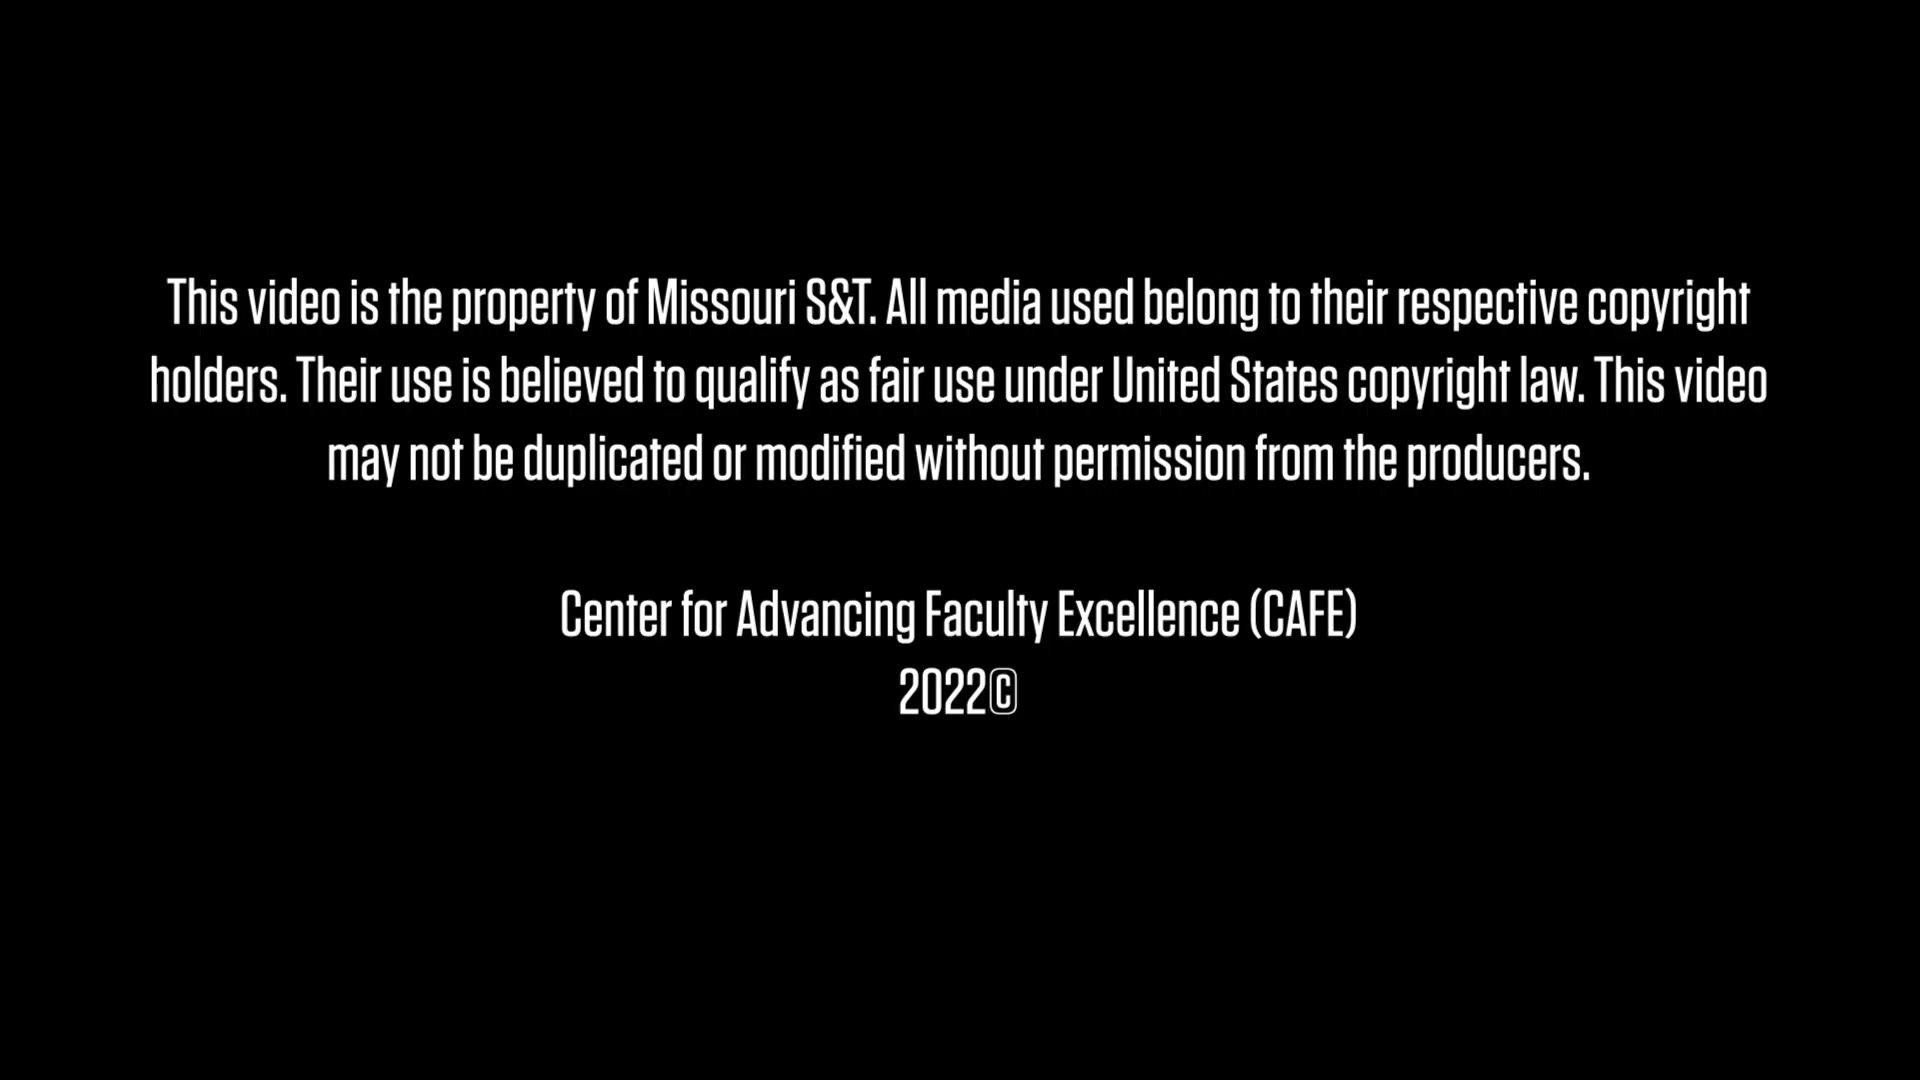 This video is the property of Missouri S&T. All media used belong to their respective copyright
holders. Their use is believed to qualify as fair use under United States copyright law. This video
may not be duplicated or modified without permission from the producers.
Center for Advancing Faculty Excellence (CAFE)
2022©